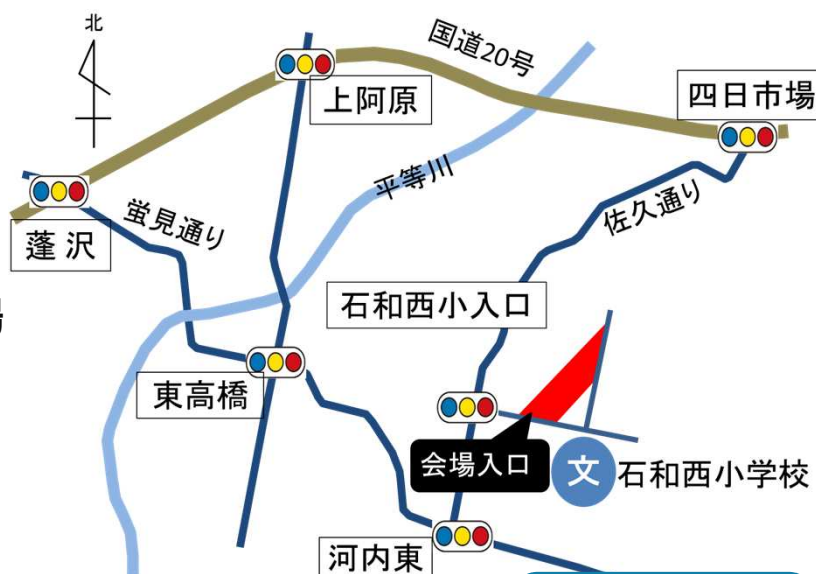 北
国道20号
上阿原
四日市場
平等川
佐久通り
蛍見通り
蓬沢
石和西小入口
東高橋
会場入口
文
石和西小学校
河内東